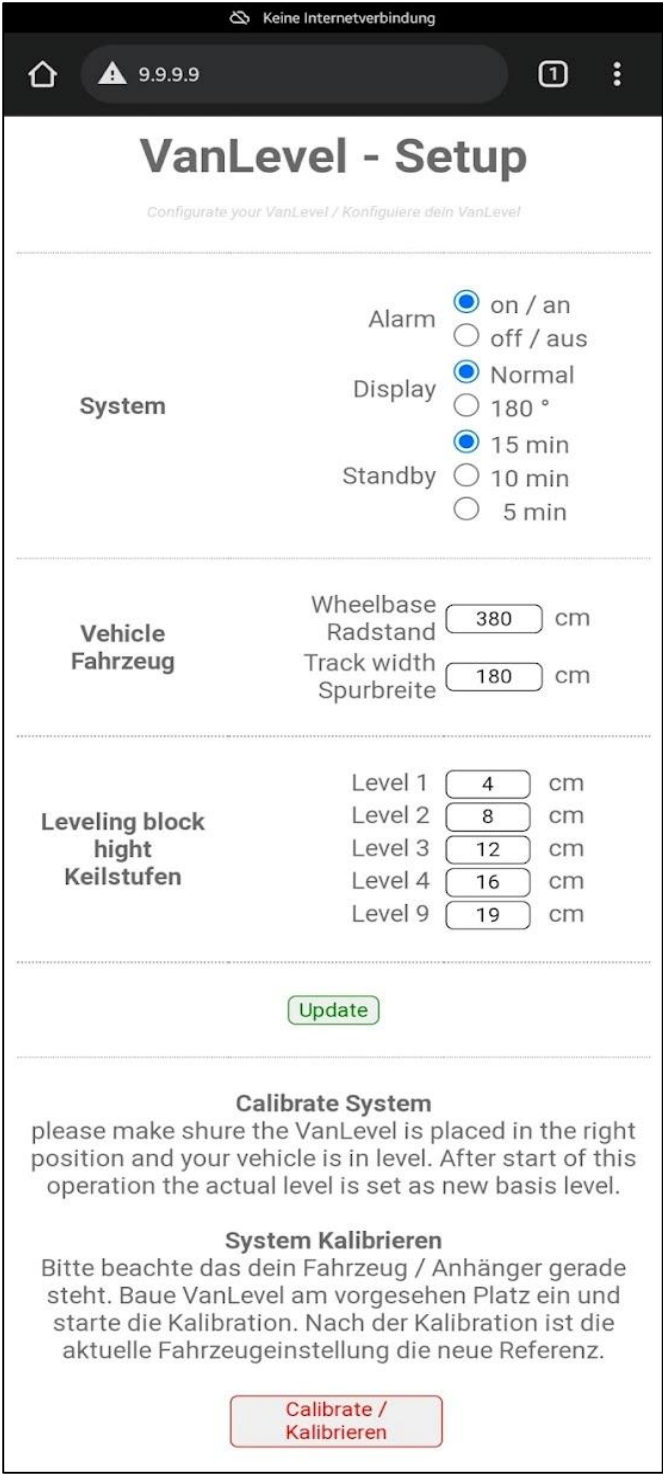 Keine Internetverbindung
9.9.9.9
1
VanLevel - Setup
Configurate your VanLevel / Konfiguiere dein VanLevel
System
Alarm
on / an
off / aus
Display
Normal
180 °
Standby
15 min
10 min
5 min
Vehicle
Fahrzeug
Wheelbase
Radstand
380 cm
Track width
Spurbreite
180 cm
Leveling block
hight
Keilstufen
Level 1 4 cm
Level 2 8 cm
Level 3 12 cm
Level 4 16 cm
Level 9 19 cm
Update
Calibrate System
please make shure the VanLevel is placed in the right
position and your vehicle is in level. After start of this
operation the actual level is set as new basis level.
System Kalibrieren
Bitte beachte das dein Fahrzeug / Anhänger gerade
steht. Baue VanLevel am vorgesehen Platz ein und
starte die Kalibration. Nach der Kalibration ist die
aktuelle Fahrzeugeinstellung die neue Referenz.
Calibrate /
Kalibrieren